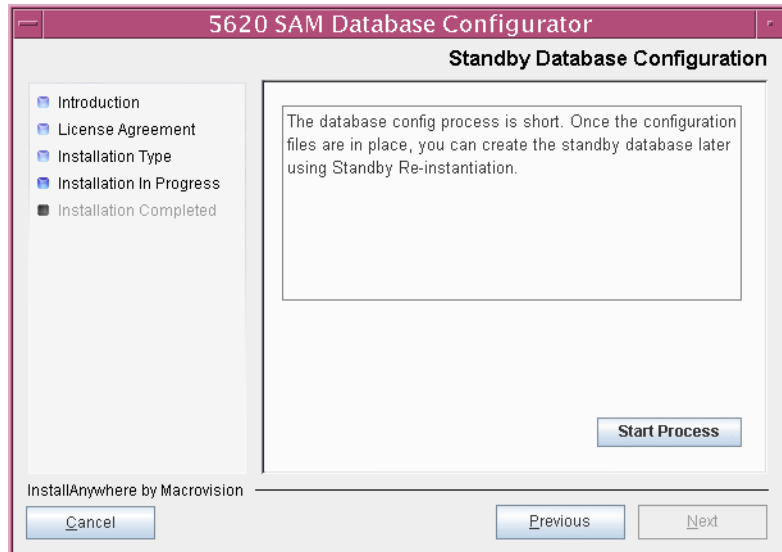 5620 SAM Database Configurator
Standby Database Configuration
Introduction
License Agreement
Installation Type
Installation In Progress
Installation Completed
The database config process is short. Once the configuration
files are in place, you can create the standby database later
using Standby Re-instantiation.
Start Process
InstallAnywhere by Macrovision
Cancel
Previous
Next